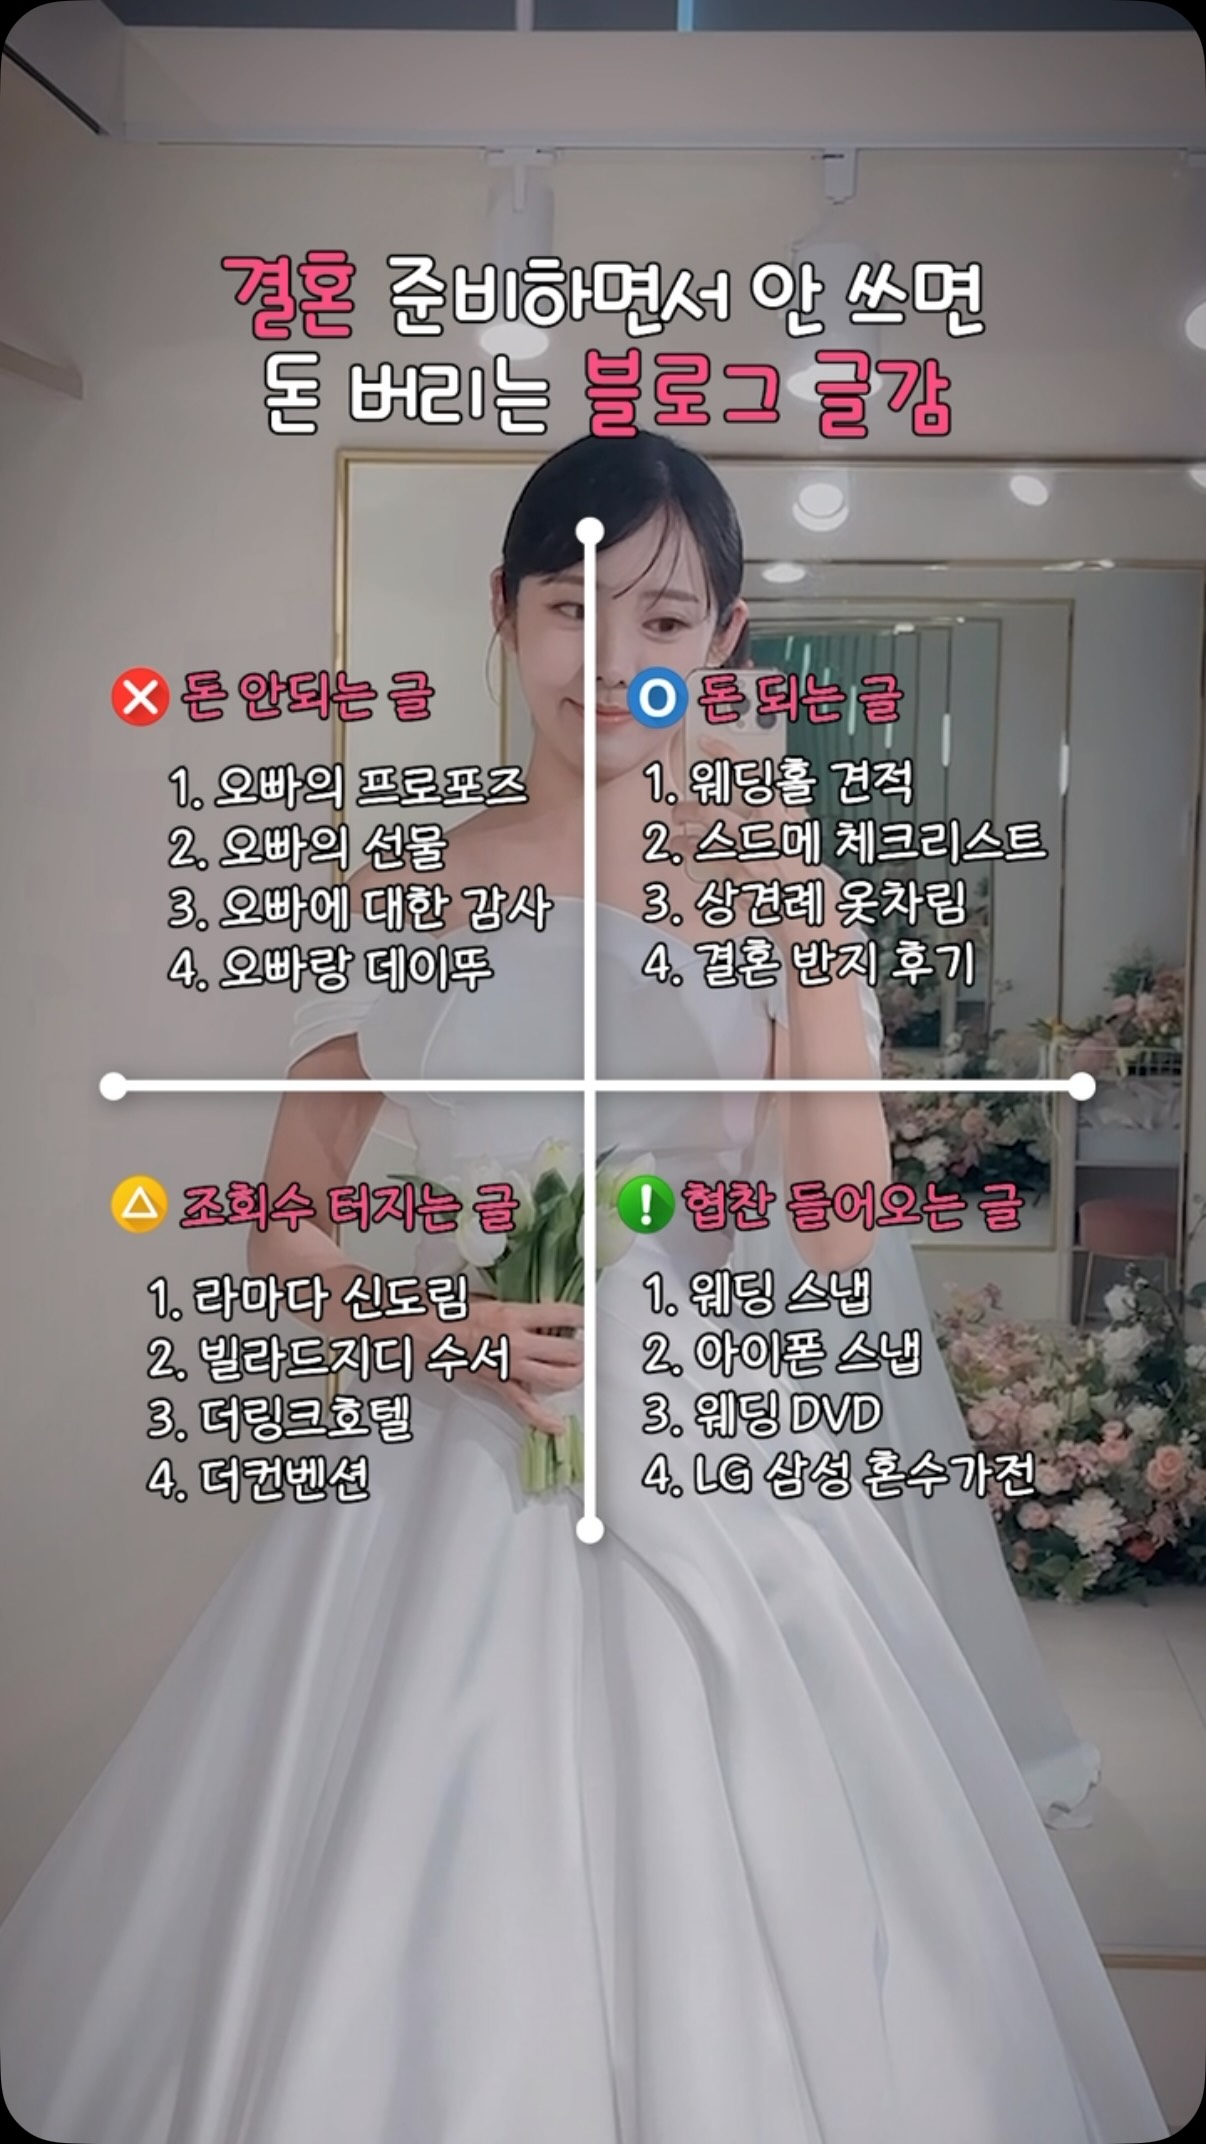 결혼 준비하면서 안 쓰면
돈 버리는 블로그 글감
돈 안되는 글
1. 오빠의 프로포즈
2. 오빠의 선물
3. 오빠에 대한 감사
4. 오빠랑 데이뚜
돈 되는 글
1. 웨딩홀 견적
2. 스드메 체크리스트
3. 상견례 옷차림
4. 결혼 반지 후기
조회수 터지는 글
1. 라마다 신도림
2. 빌라드지디 수서
3. 더링크호텔
4. 더컨벤션
협찬 들어오는 글
1. 웨딩 스냅
2. 아이폰 스냅
3. 웨딩 DVD
4. LG 삼성 혼수가전